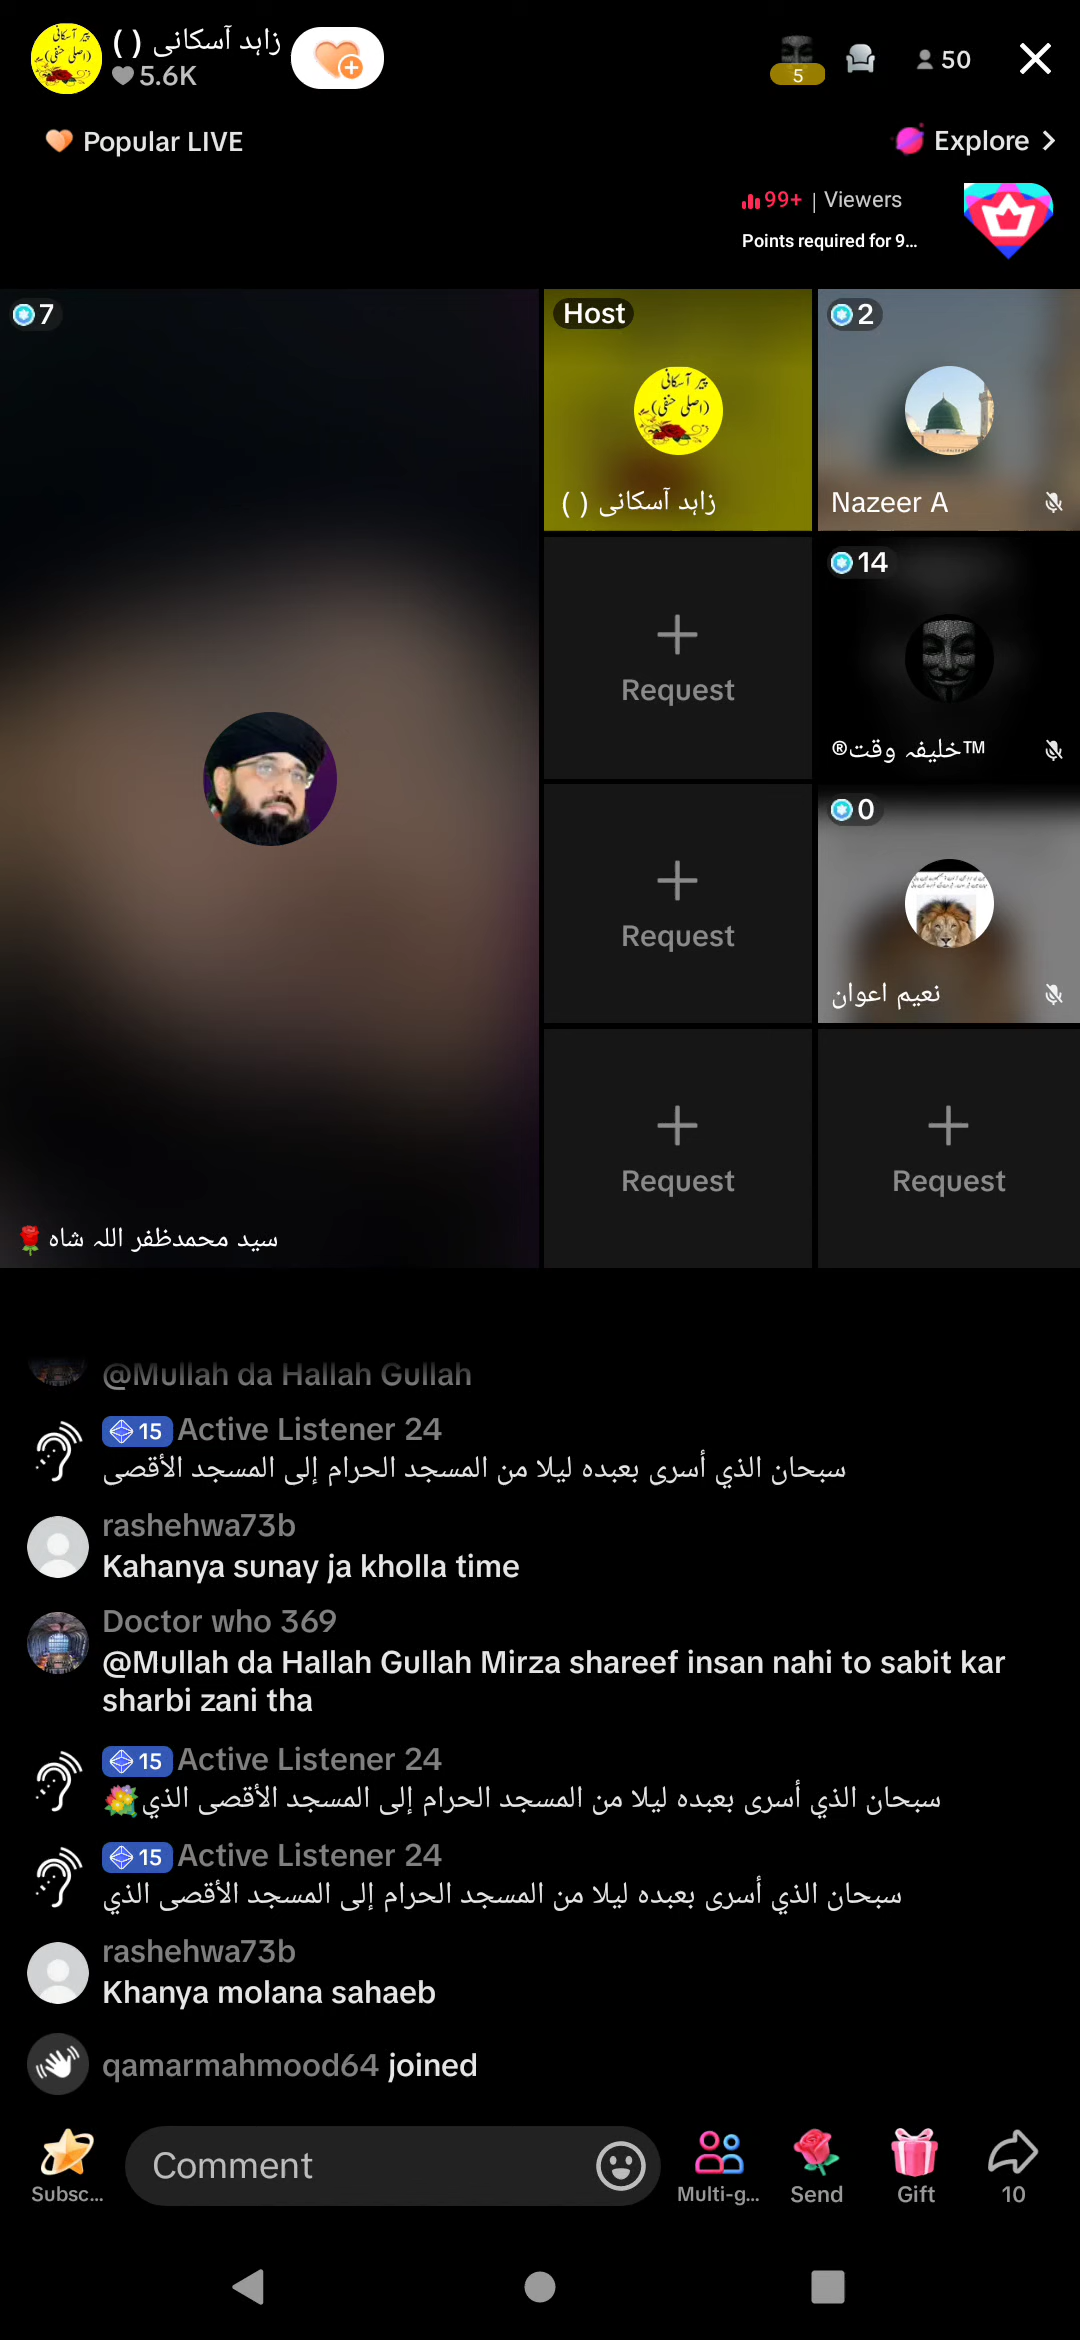 زاہد آسکانی ( )
5.6K
5
50
Popular LIVE
Explore
99+ | Viewers
Points required for 9...
7
Host
پیر آسکانی
(اصلی حنفی)
زاہد آسکانی ( )
2
Nazeer A
Request
14
™خلیفہ وقت®
Request
0
نعیم اعوان
Request
Request
سید محمدظفر اللہ شاہ🌹
@Mullah da Hallah Gullah
15 Active Listener 24
سبحان الذي أسرى بعبده ليلا من المسجد الحرام إلى المسجد الأقصى
rashehwa73b
Kahanya sunay ja kholla time
Doctor who 369
@Mullah da Hallah Gullah Mirza shareef insan nahi to sabit kar
sharbi zani tha
15 Active Listener 24
سبحان الذي أسرى بعبده ليلا من المسجد الحرام إلى المسجد الأقصى الذي💐
15 Active Listener 24
سبحان الذي أسرى بعبده ليلا من المسجد الحرام إلى المسجد الأقصى الذي
rashehwa73b
Khanya molana sahaeb
qamarmahmood64 joined
Comment
Subsc...
Multi-g...
Send
Gift
10